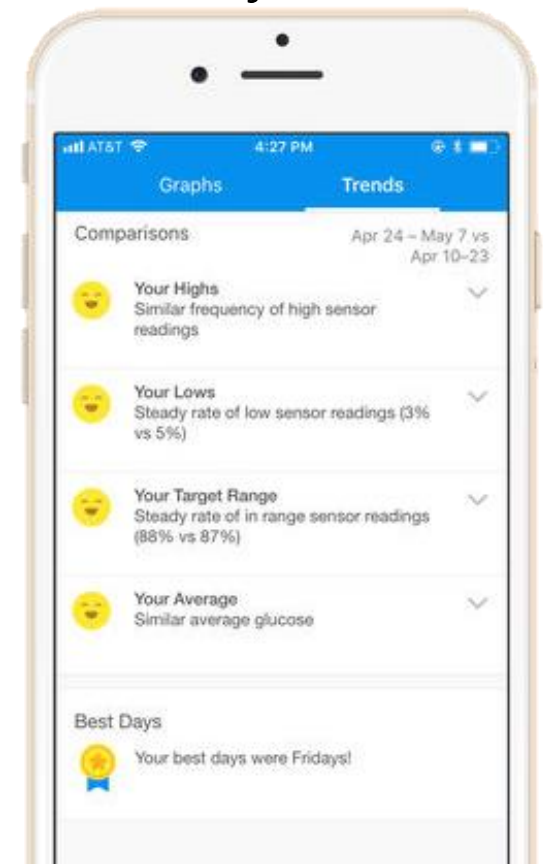 AT&T 4:27 PM
Graphs Trends
Comparisons Apr 24 – May 7 vs
Apr 10–23
Your Highs
Similar frequency of high sensor
readings
Your Lows
Steady rate of low sensor readings (3%
vs 5%)
Your Target Range
Steady rate of in range sensor readings
(88% vs 87%)
Your Average
Similar average glucose
Best Days
Your best days were Fridays!